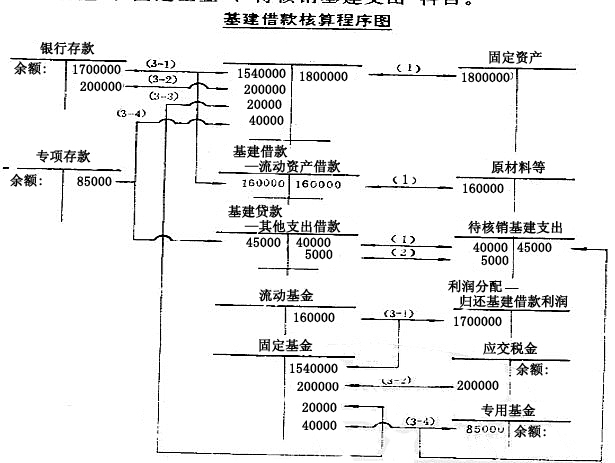 基建借款核算程序图
银行存款
固定资产
余额: 1700000 (3-1) 1540000 1800000 (1) 1800000
200000 (3-2) 200000
(3-3) 20000
(3-4) 40000
专项存款
基建借款
—流动资产借款
原材料等
余额: 85000 160000 160000 (1) 160000
基建贷款
—其他支出借款
待核销基建支出
45000 40000 (1) 40000 45000
5000 (2) 5000
流动基金
利润分配—
归还基建借款利润
160000 (3-1) 1700000
固定基金
应交税金
1540000 余额:
200000 (3-2) 200000
20000
专用基金
40000 (3-4) 85000 余额: